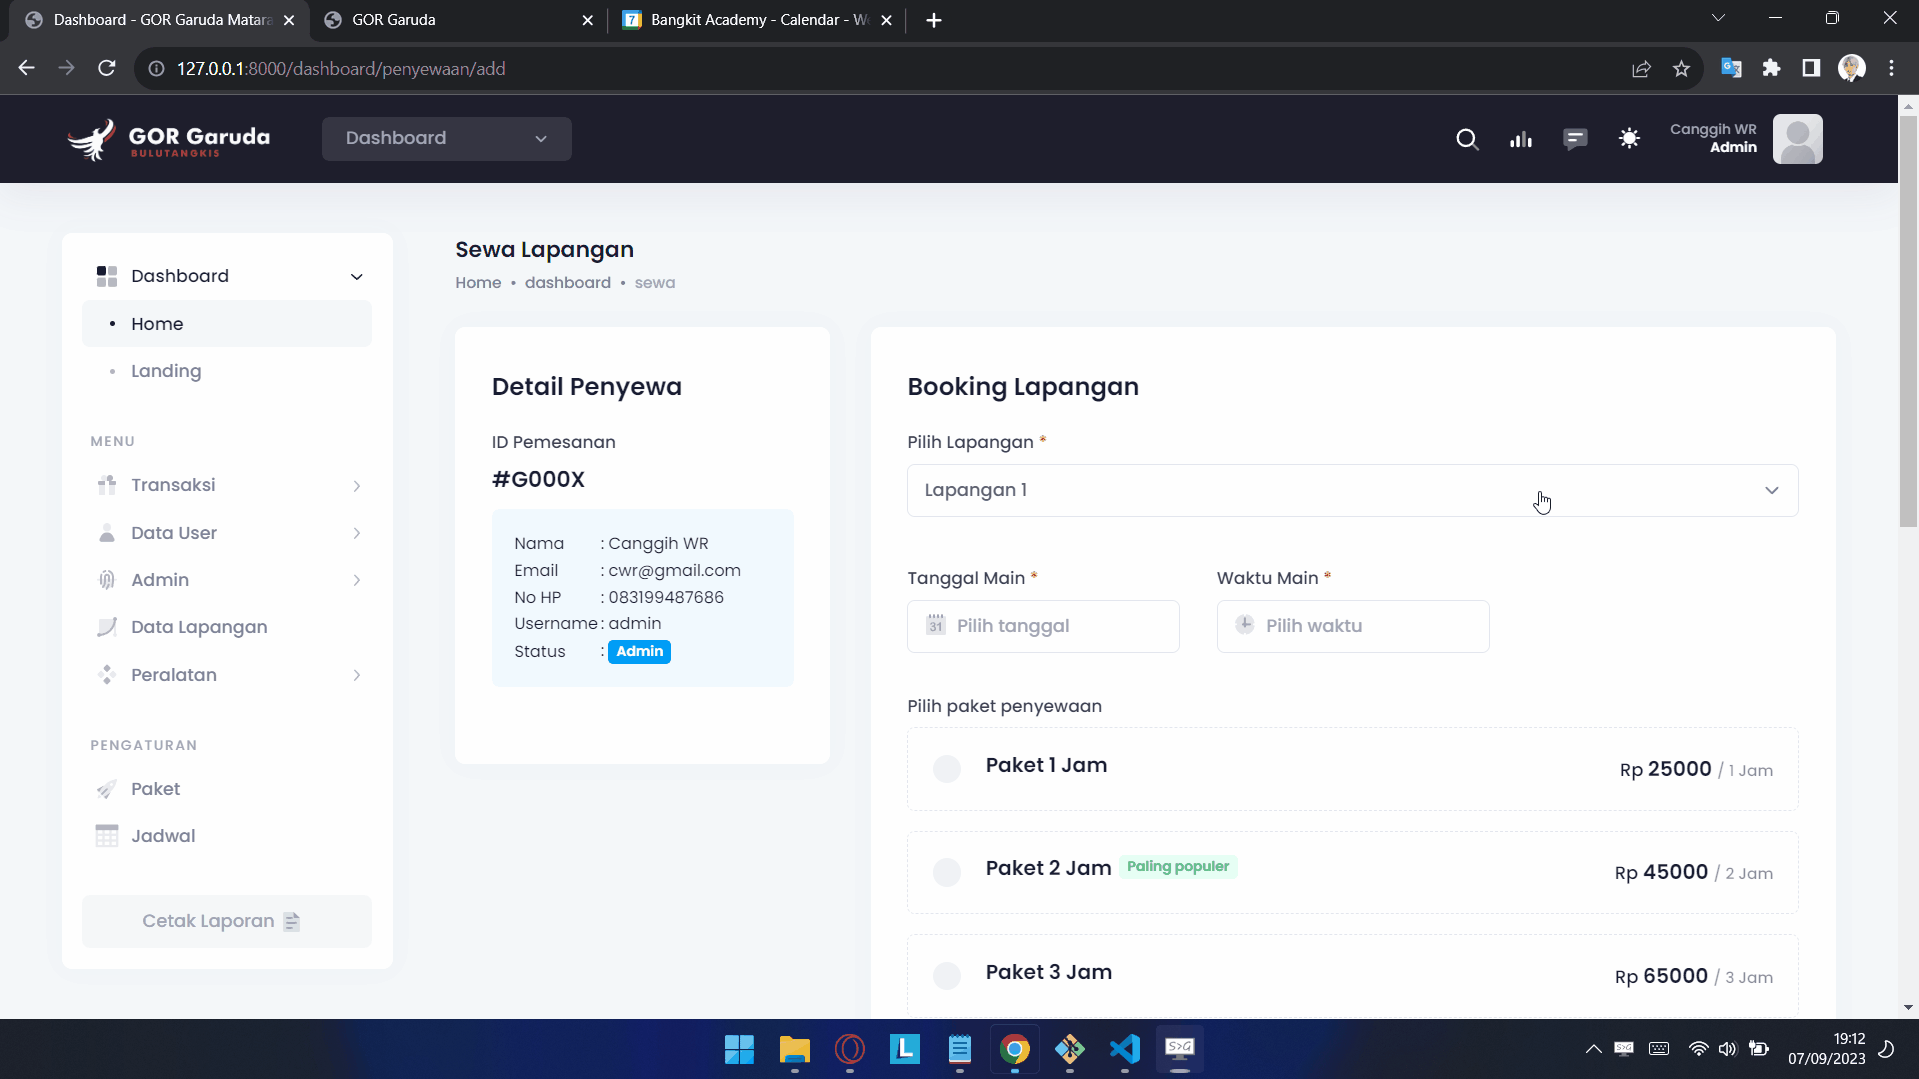 Dashboard - GOR Garuda Matara
GOR Garuda
7
Bangkit Academy - Calendar - We
127.0.0.1:8000/dashboard/penyewaan/add
GOR Garuda
BULUTANGKIS
Dashboard
Canggih WR
Admin
Dashboard
Home
Landing
MENU
Transaksi
Data User
Admin
Data Lapangan
Peralatan
PENGATURAN
Paket
Jadwal
Cetak Laporan
Sewa Lapangan
Home • dashboard • sewa
Detail Penyewa
ID Pemesanan
#G000X
Nama : Canggih WR
Email : cwr@gmail.com
No HP : 083199487686
Username : admin
Status : Admin
Booking Lapangan
Pilih Lapangan *
Lapangan 1
Tanggal Main *
31 Pilih tanggal
Waktu Main *
Pilih waktu
Pilih paket penyewaan
Paket 1 Jam
Rp 25000 / 1 Jam
Paket 2 Jam Paling populer
Rp 45000 / 2 Jam
Paket 3 Jam
Rp 65000 / 3 Jam
L
S>G
S>G
19:12
07/09/2023